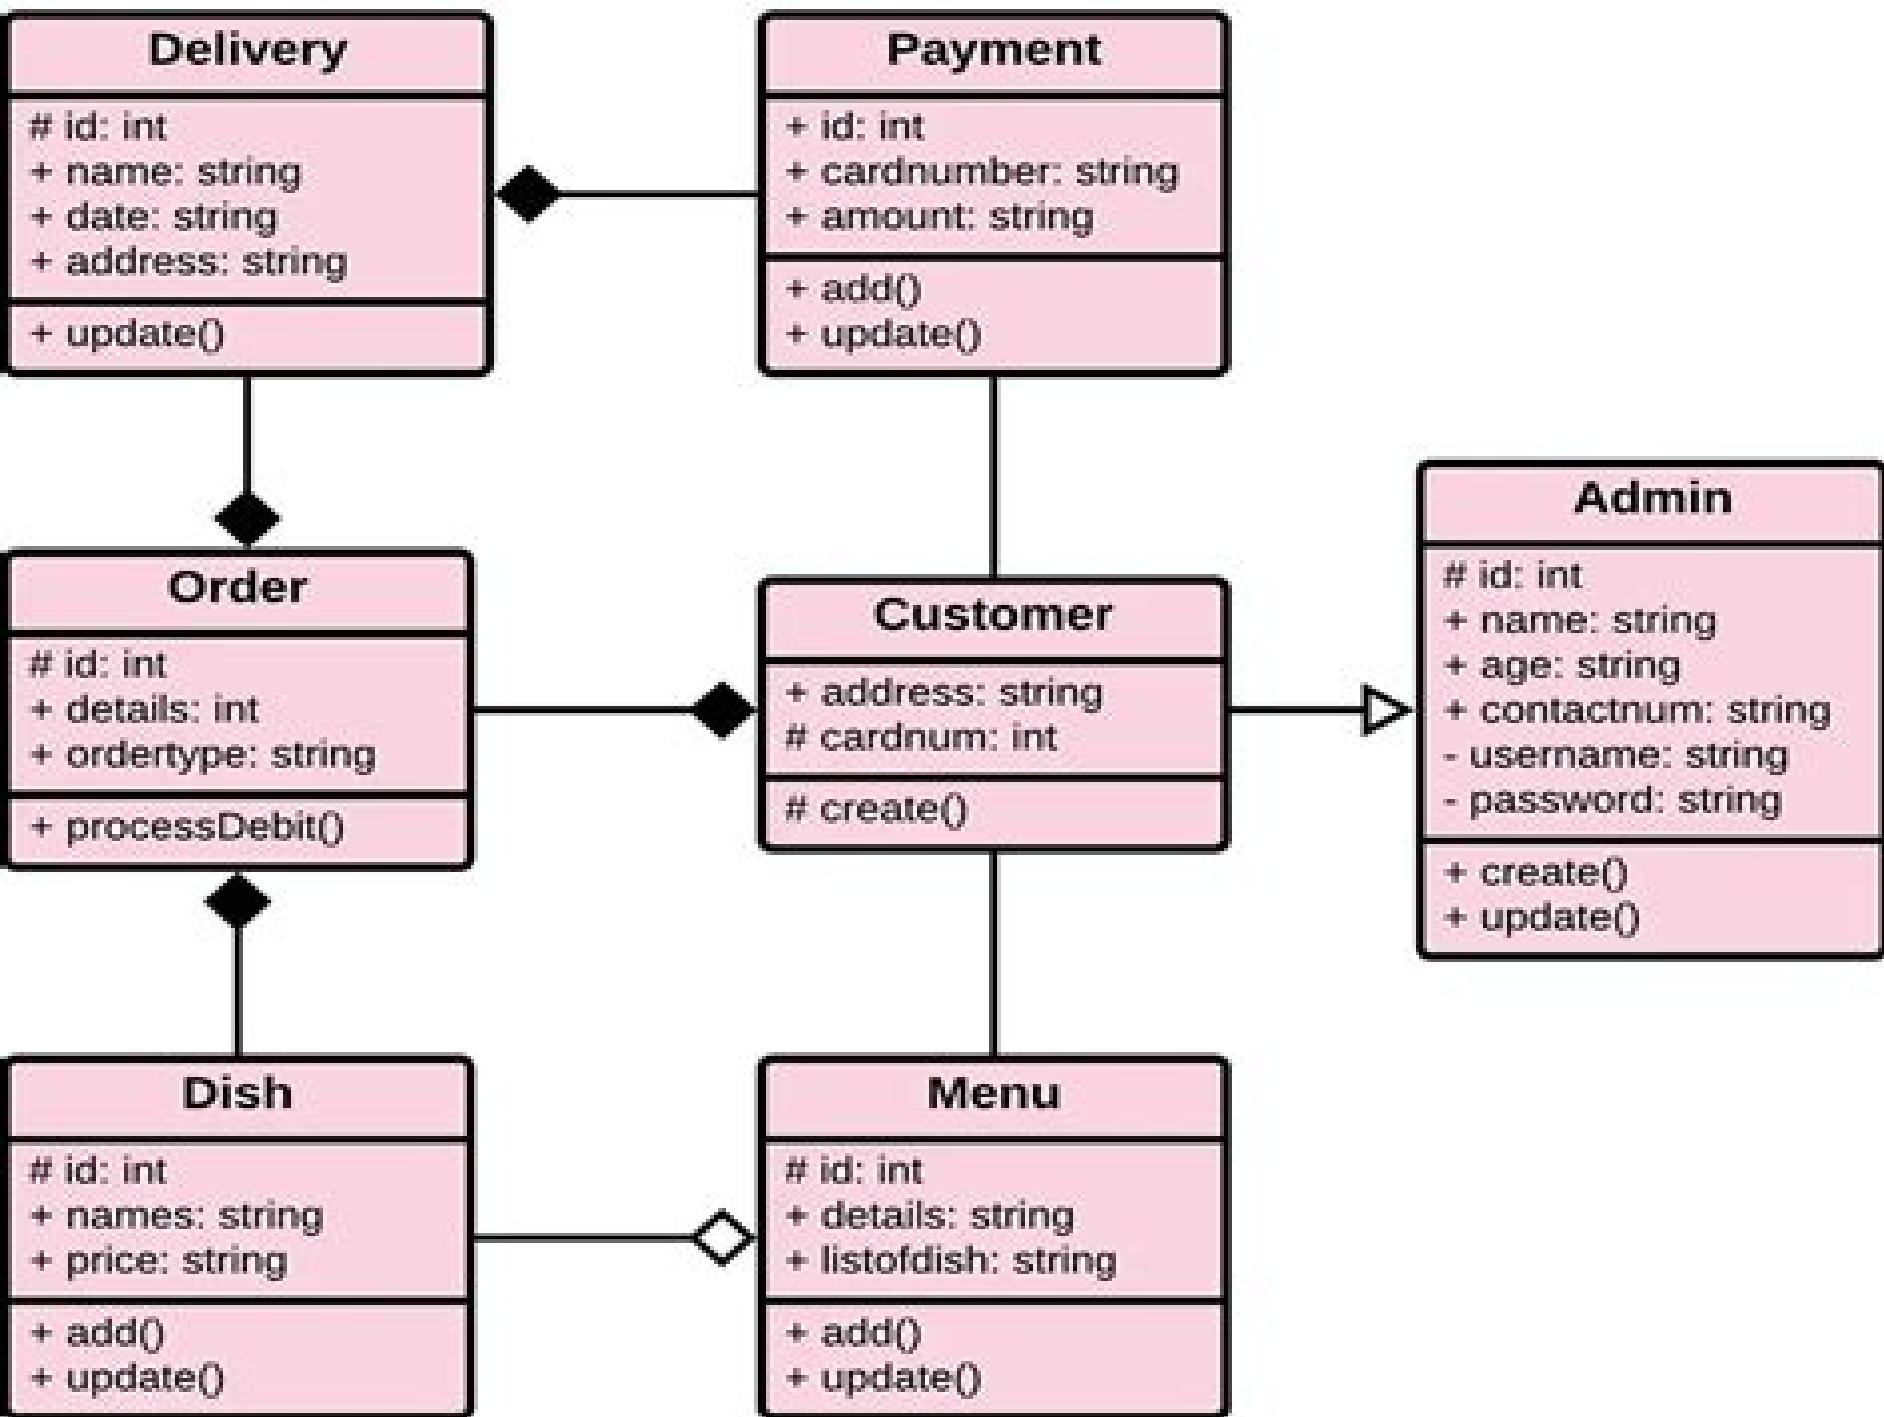 Delivery
# id: int
+ name: string
+ date: string
+ address: string
+ update()
Payment
+ id: int
+ cardnumber: string
+ amount: string
+ add()
+ update()
Order
# id: int
+ details: int
+ ordertype: string
+ processDebit()
Customer
+ address: string
# cardnum: int
# create()
Admin
# id: int
+ name: string
+ age: string
+ contactnum: string
- username: string
- password: string
+ create()
+ update()
Dish
# id: int
+ names: string
+ price: string
+ add()
+ update()
Menu
# id: int
+ details: string
+ listofdish: string
+ add()
+ update()